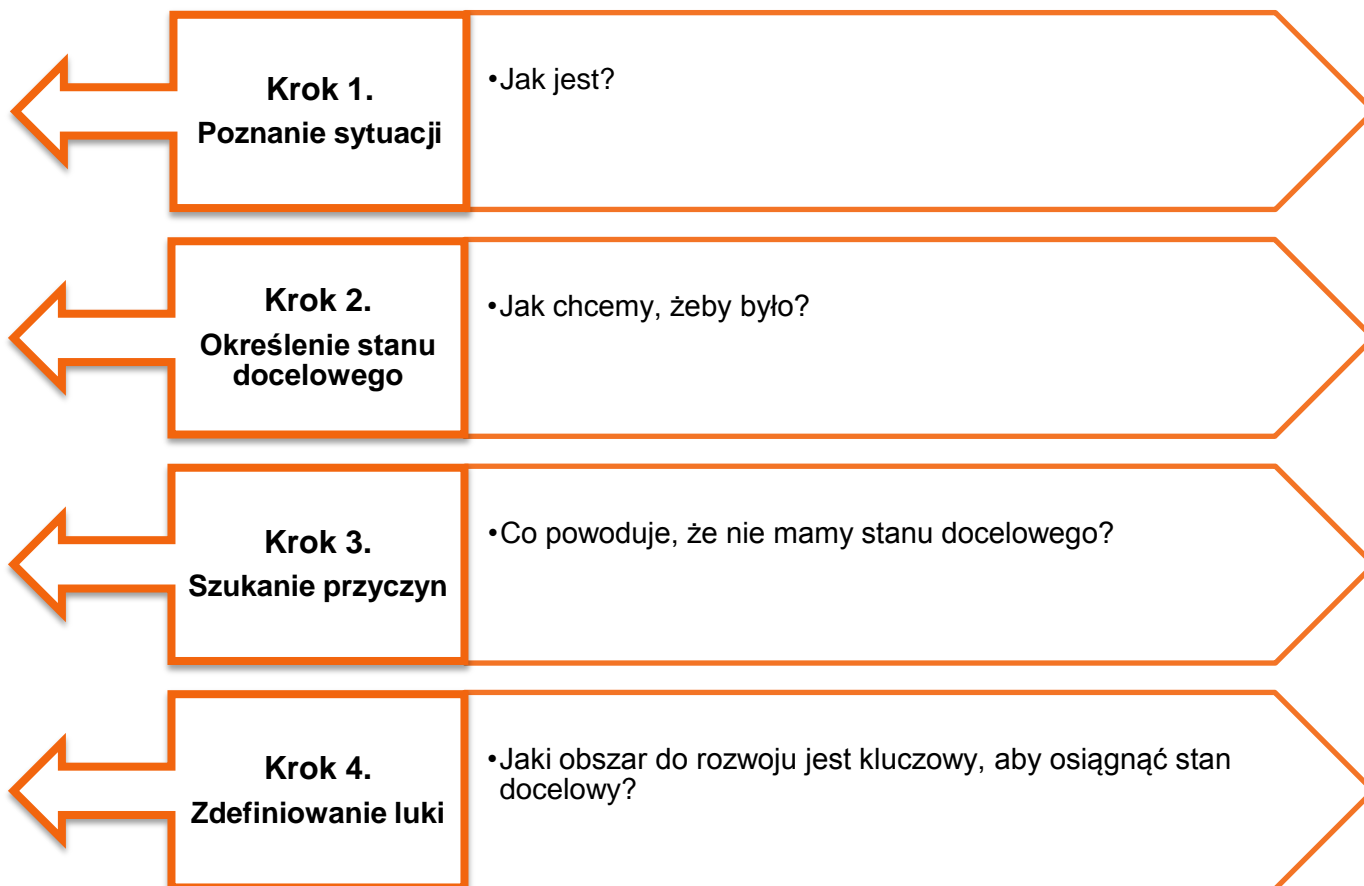 Krok 1.
Poznanie sytuacji
•Jak jest?
Krok 2.
Określenie stanu
docelowego
•Jak chcemy, żeby było?
Krok 3.
Szukanie przyczyn
•Co powoduje, że nie mamy stanu docelowego?
Krok 4.
Zdefiniowanie luki
•Jaki obszar do rozwoju jest kluczowy, aby osiągnąć stan
docelowy?